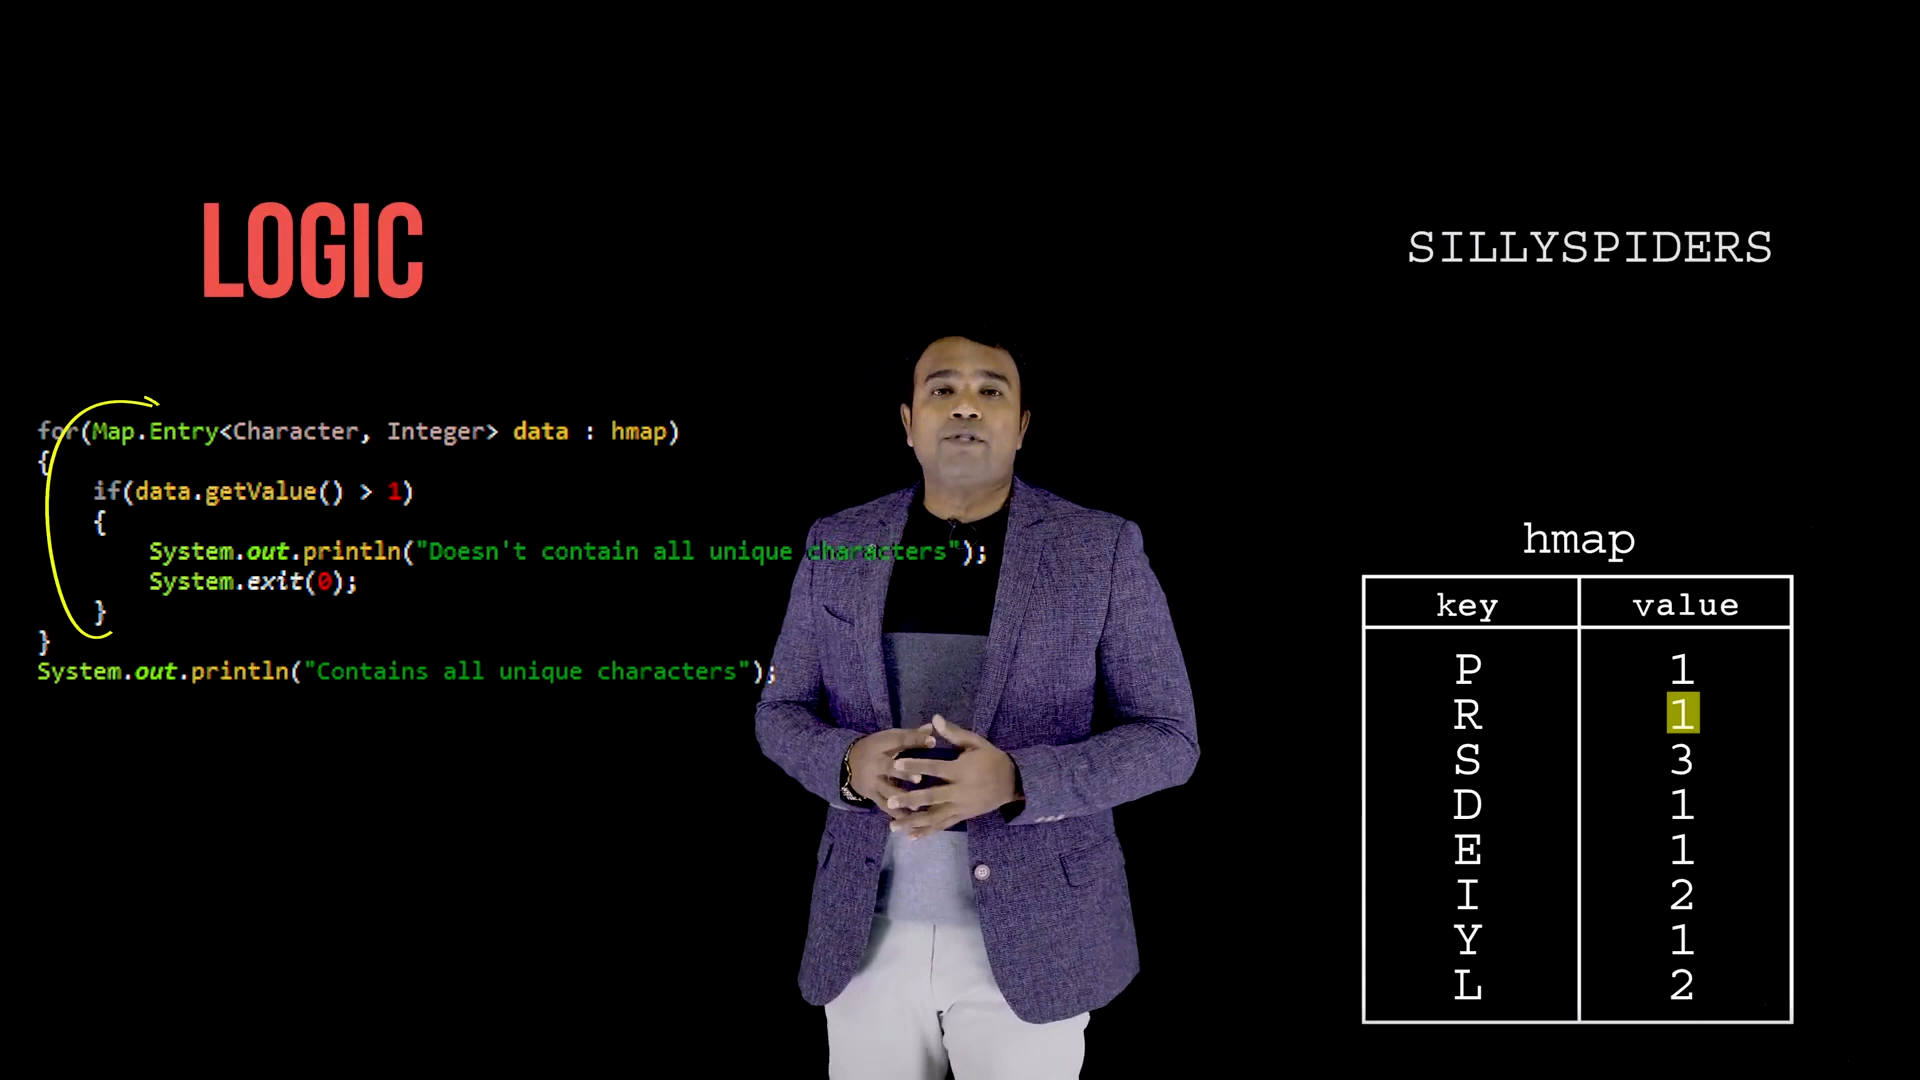 LOGIC
SILLYSPIDERS
for(Map.Entry<Character, Integer> data : hmap)
{
if(data.getValue() > 1)
{
System.out.println("Doesn't contain all unique characters");
System.exit(0);
}
}
System.out.println("Contains all unique characters");
hmap
key value
P 1
R 1
S 3
D 1
E 1
I 2
Y 1
L 2